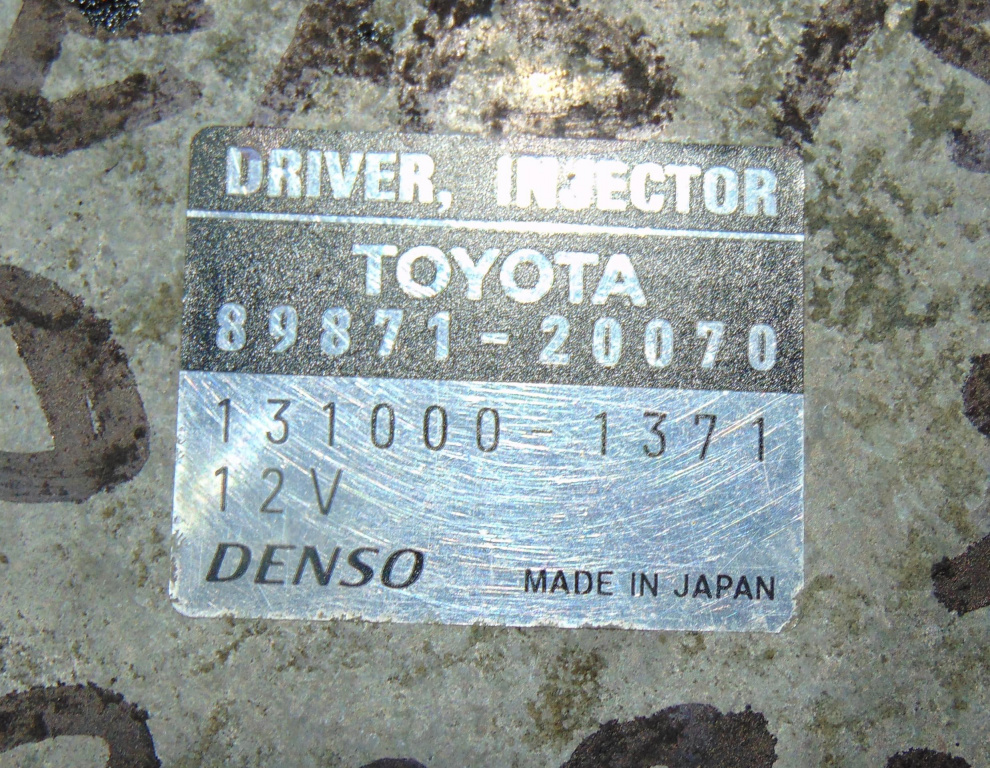 DRIVER, INJECTOR
TOYOTA
89871-20070
131000-1371
12V
DENSO
MADE IN JAPAN